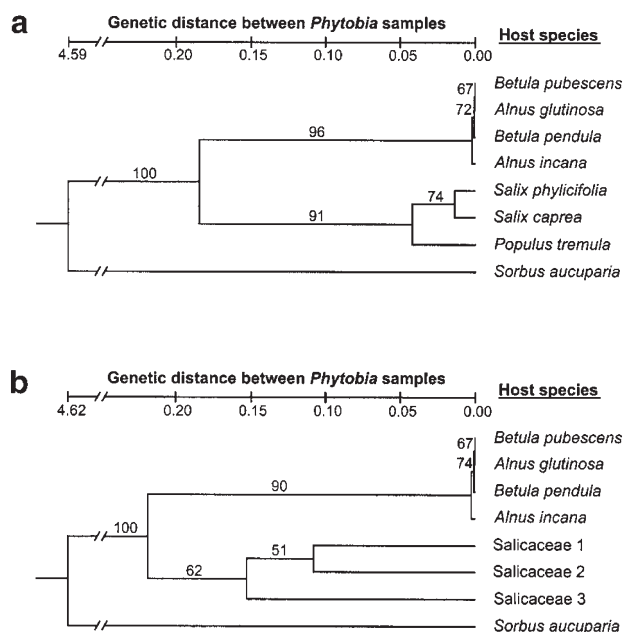 a
Genetic distance between Phytobia samples
Host species
4.59 0.20 0.15 0.10 0.05 0.00
67 Betula pubescens
72 Alnus glutinosa
96 Betula pendula
Alnus incana
100
74 Salix phylicifolia
91 Salix caprea
Populus tremula
Sorbus aucuparia
b
Genetic distance between Phytobia samples
Host species
4.62 0.20 0.15 0.10 0.05 0.00
67 Betula pubescens
74 Alnus glutinosa
90 Betula pendula
Alnus incana
100
51 Salicaceae 1
62 Salicaceae 2
Salicaceae 3
Sorbus aucuparia